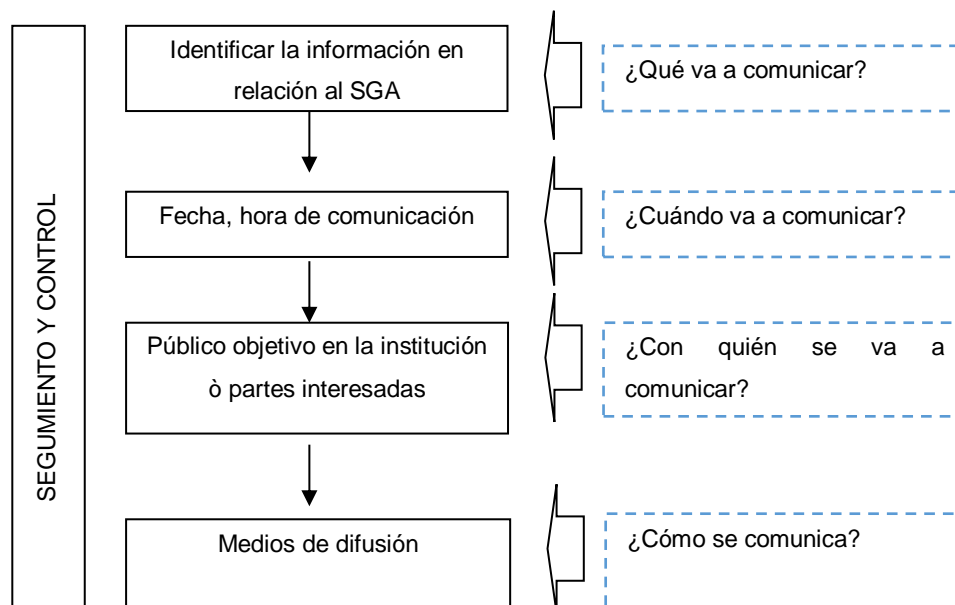 SEGUMIENTO Y CONTROL
Identificar la información en
relación al SGA
¿Qué va a comunicar?
Fecha, hora de comunicación
¿Cuándo va a comunicar?
Público objetivo en la institución
ò partes interesadas
¿Con quién se va a
comunicar?
Medios de difusión
¿Cómo se comunica?